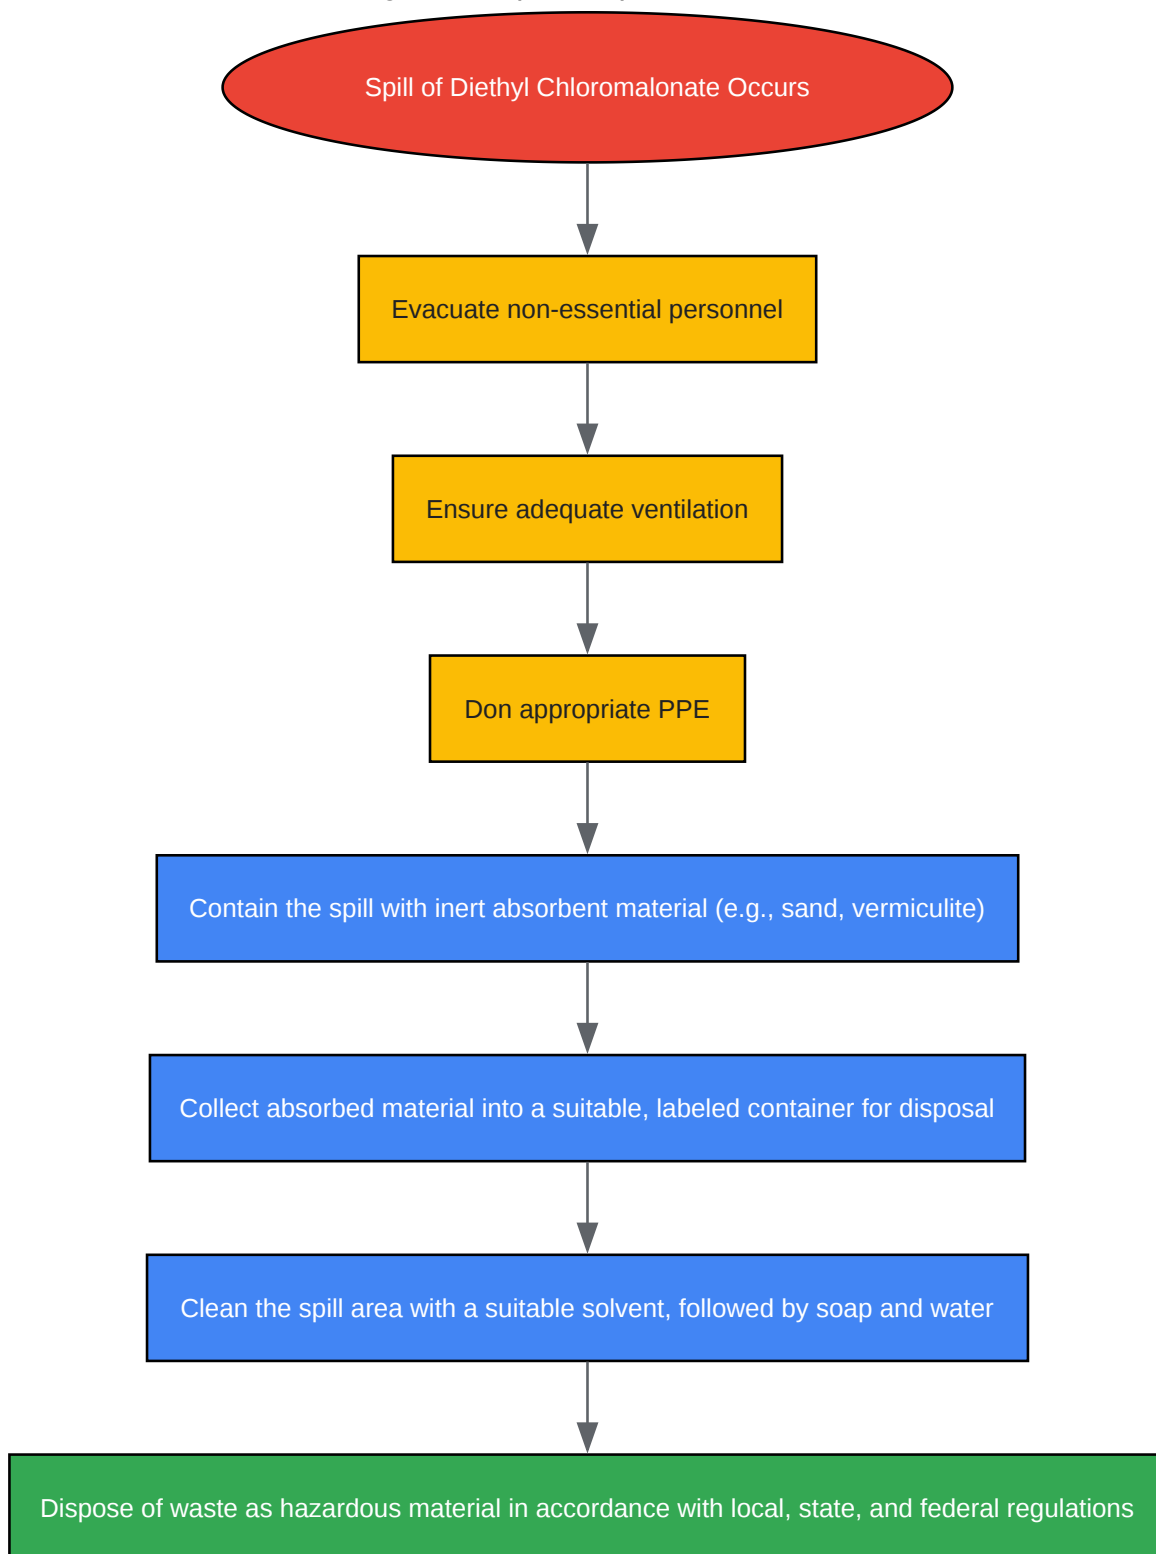 Spill of Diethyl Chloromalonate Occurs
Evacuate non-essential personnel
Ensure adequate ventilation
Don appropriate PPE
Contain the spill with inert absorbent material (e.g., sand, vermiculite)
Collect absorbed material into a suitable, labeled container for disposal
Clean the spill area with a suitable solvent, followed by soap and water
Dispose of waste as hazardous material in accordance with local, state, and federal regulations